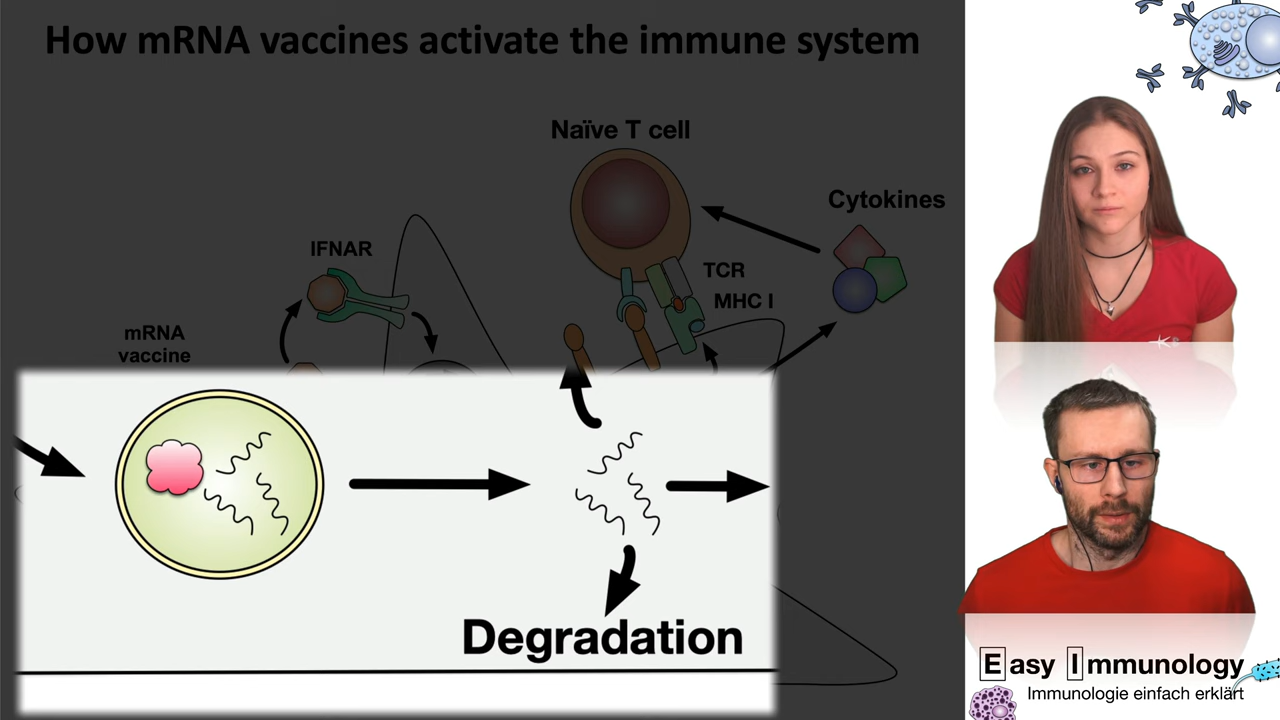 How mRNA vaccines activate the immune system
Naïve T cell
Cytokines
IFNAR
TCR
MHC I
mRNA
vaccine
Degradation
Easy Immunology
Immunologie einfach erklärt